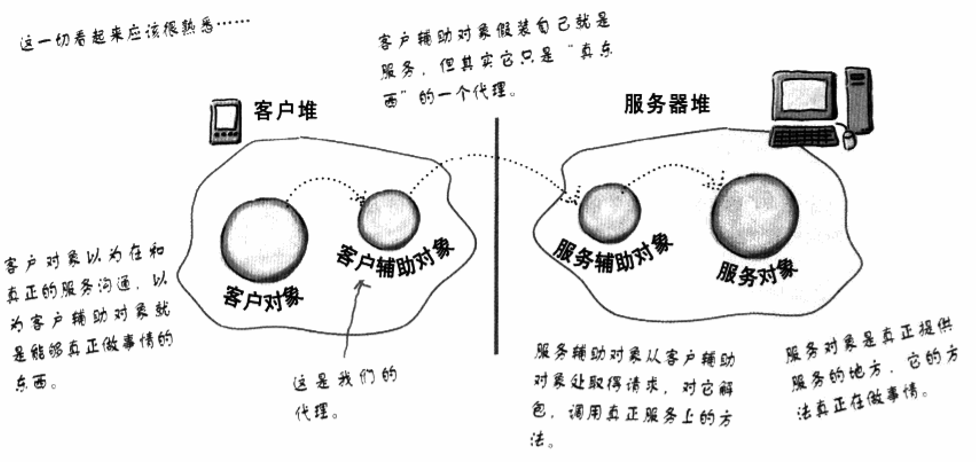 这一切看起来应该很熟悉……
客户辅助对象假装自己就是
服务，但其实它只是“真东
西”的一个代理。
客户堆
服务器堆
客户对象
客户辅助对象
服务辅助对象
服务对象
客户对象以为在和
真正的服务沟通，以
为客户辅助对象就
是能够真正做事情的
东西。
这是我们的
代理。
服务辅助对象从客户辅助
对象处取得请求，对它解
包，调用真正服务上的方
法。
服务对象是真正提供
服务的地方，它的方
法真正在做事情。